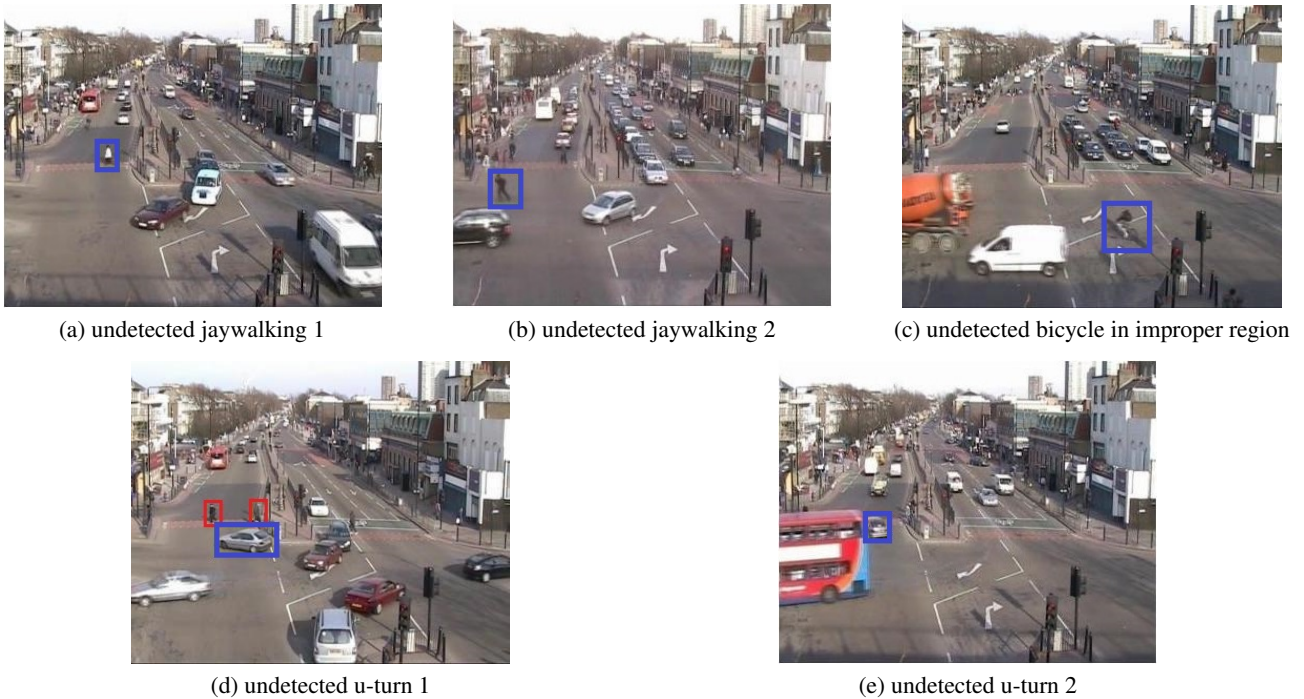 (a) undetected jaywalking 1
(b) undetected jaywalking 2
(c) undetected bicycle in improper region
(d) undetected u-turn 1
(e) undetected u-turn 2